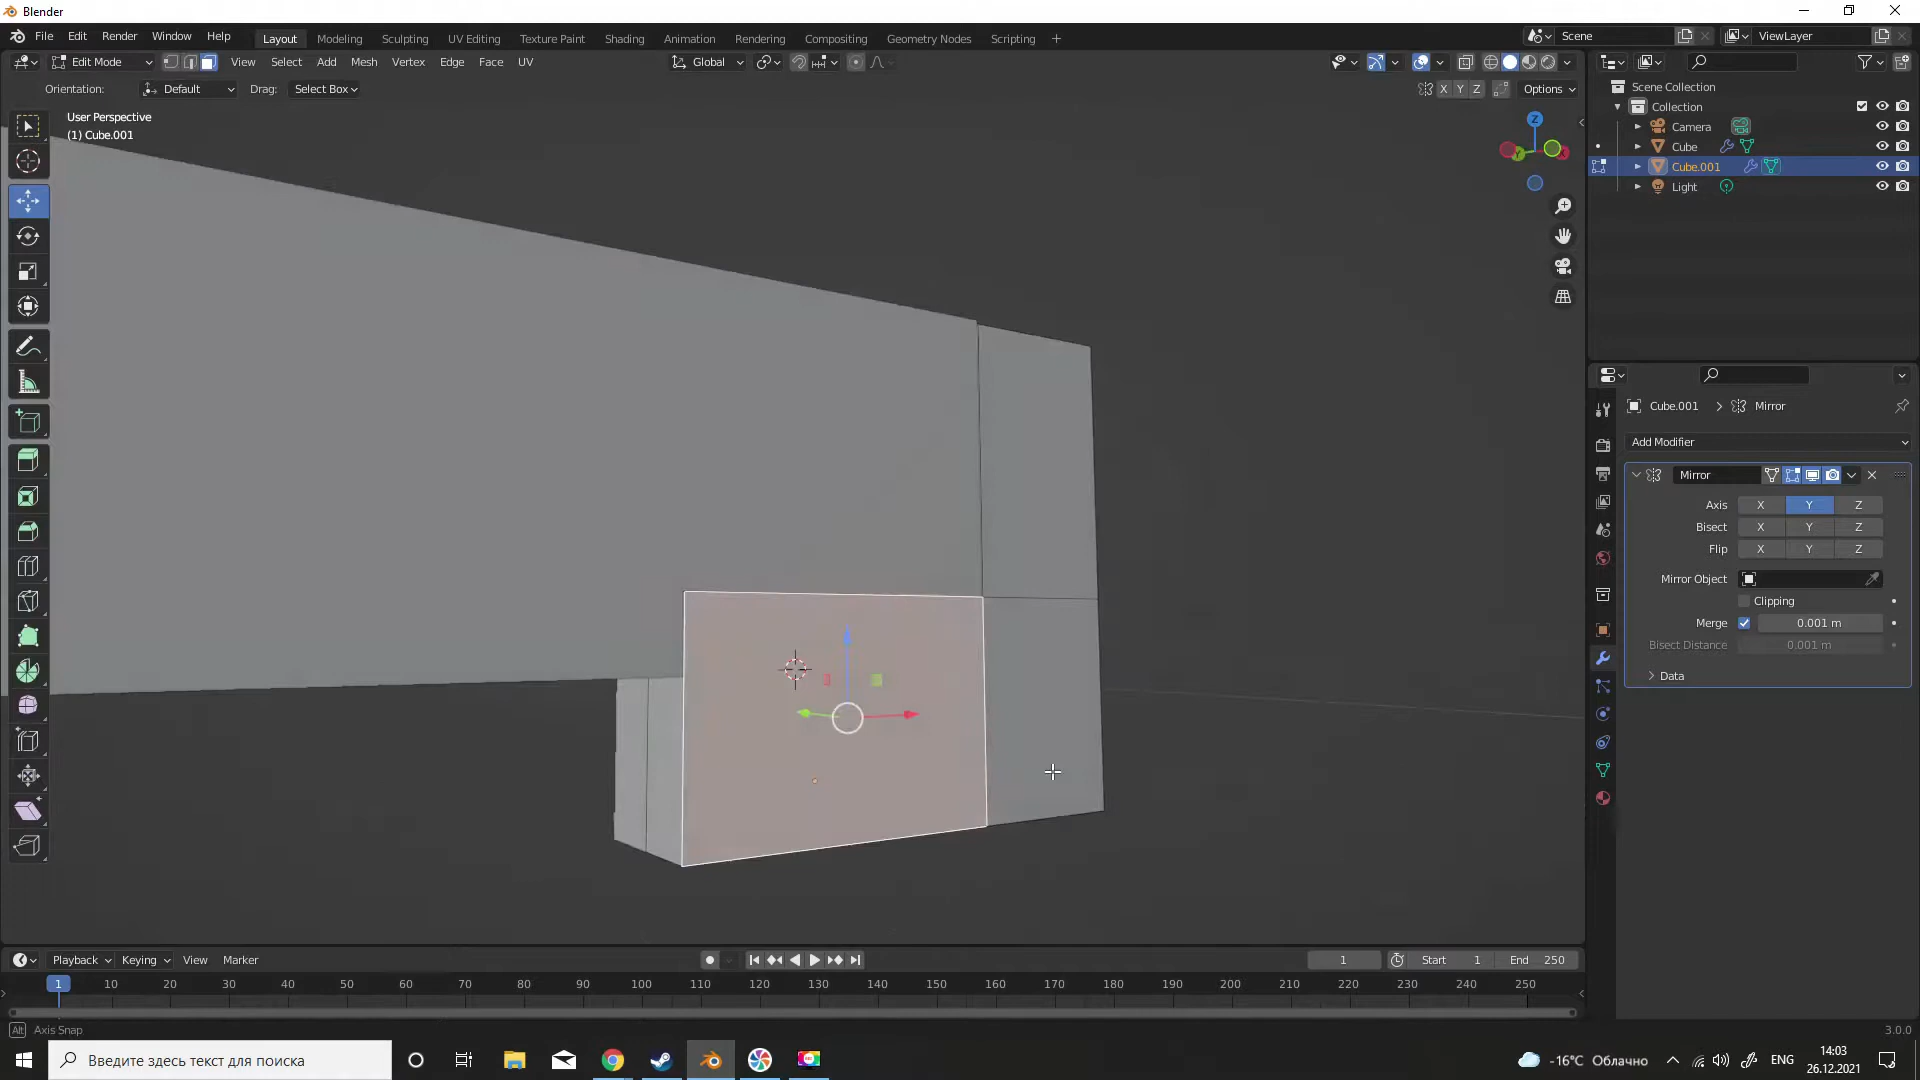 Blender
File Edit Render Window Help
Layout Modeling Sculpting UV Editing Texture Paint Shading Animation Rendering Compositing Geometry Nodes Scripting +
Scene
ViewLayer
Edit Mode View Select Add Mesh Vertex Edge Face UV
Global
Orientation: Default Drag: Select Box
X Y Z Options
User Perspective
(1) Cube.001
Z
Y
X
Scene Collection
Collection
Camera
Cube
Cube.001
Light
Cube.001 > Mirror
Add Modifier
Mirror
Axis X Y Z
Bisect X Y Z
Flip X Y Z
Mirror Object
Clipping
Merge 0.001 m
Bisect Distance 0.001 m
Data
Playback Keying View Marker
1 Start 1 End 250
1 10 20 30 40 50 60 70 80 90 100 110 120 130 140 150 160 170 180 190 200 210 220 230 240 250
Alt Axis Snap
3.0.0
Введите здесь текст для поиска
-16°C Облачно
ENG
14:03
26.12.2021